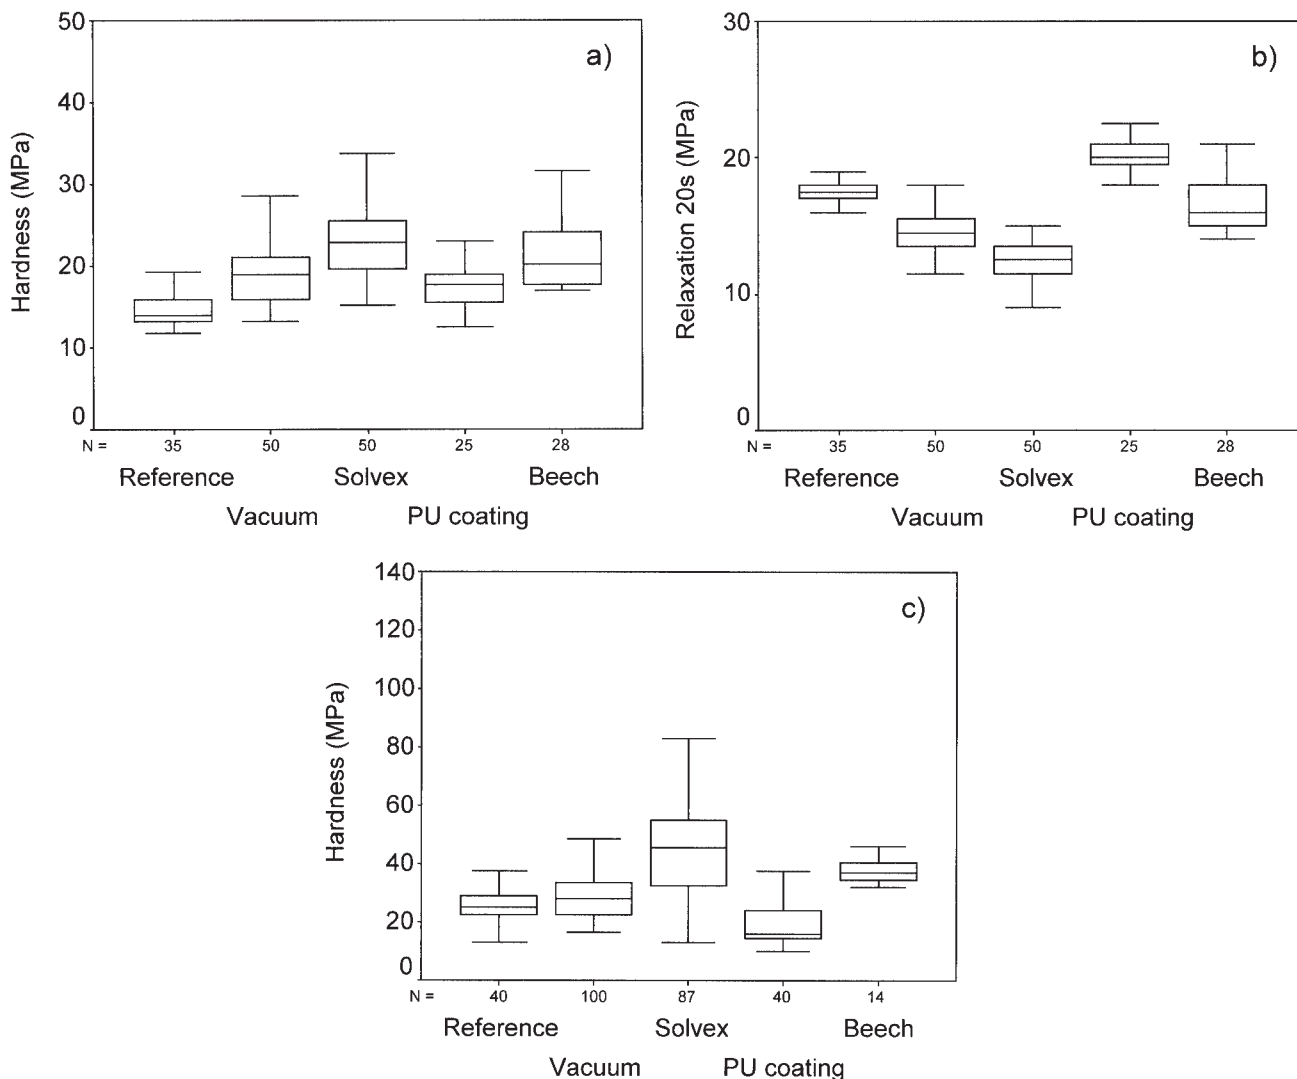 a)
Hardness (MPa)
50
40
30
20
10
0
N = 35 50 50 25 28
Reference Solvex Beech
Vacuum PU coating
b)
Relaxation 20s (MPa)
30
20
10
0
N = 35 50 50 25 28
Reference Solvex Beech
Vacuum PU coating
c)
Hardness (MPa)
140
120
100
80
60
40
20
0
N = 40 100 87 40 14
Reference Solvex Beech
Vacuum PU coating